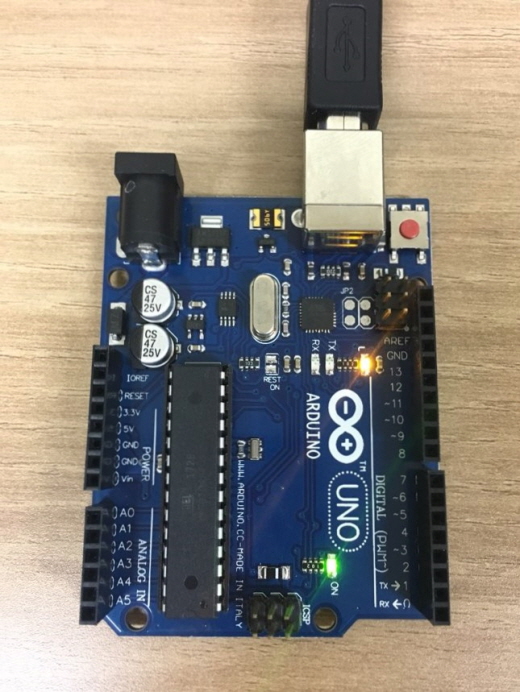 JP2
CS
47
25V
CS
47
25V
RX
TX
L
REST
ON
IOREF
RESET
3.3V
5V
GND
GND
Vin
POWER
A0
A1
A2
A3
A4
A5
ANALOG IN
WWW.ARDUINO.CC-MADE IN ITALY
ARDUINO
TM
UNO
AREF
GND
13
12
~11
~10
~9
8
7
~6
~5
4
~3
2
TX→1
RX←0
DIGITAL (PWM~)
ON
ICSP